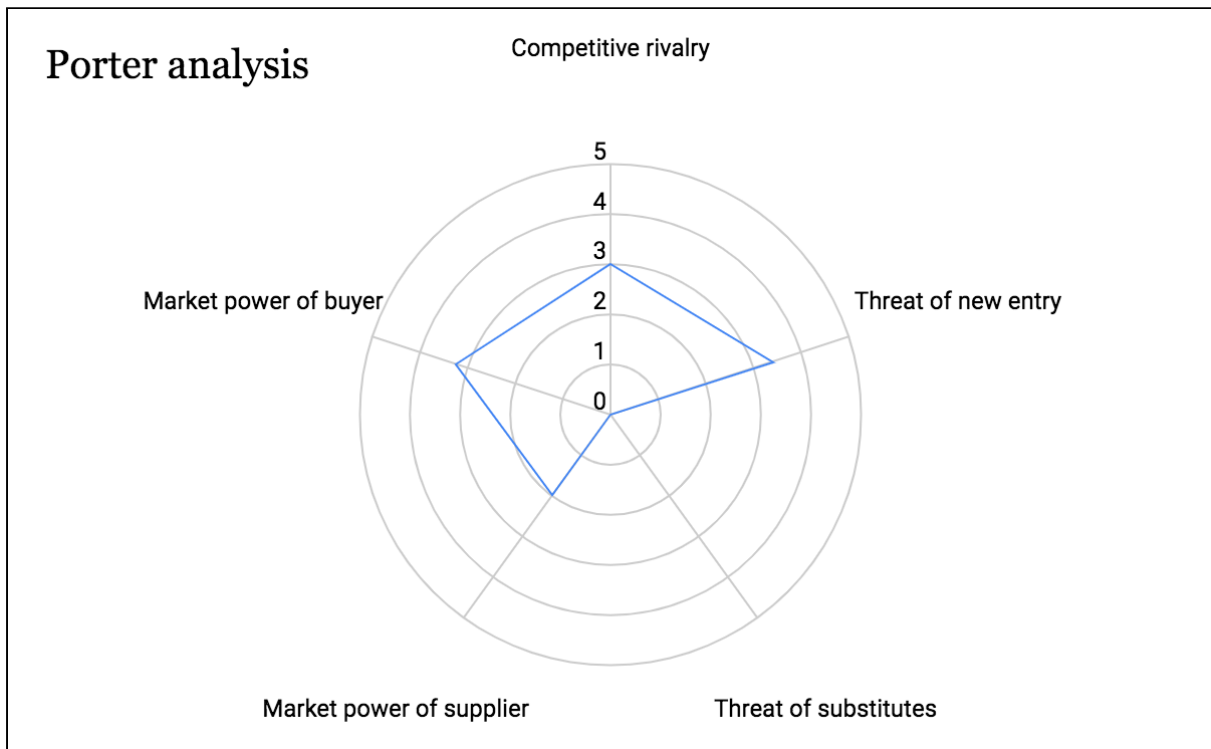 Porter analysis
Competitive rivalry
5
4
3
2
1
0
Market power of buyer
Threat of new entry
Market power of supplier
Threat of substitutes